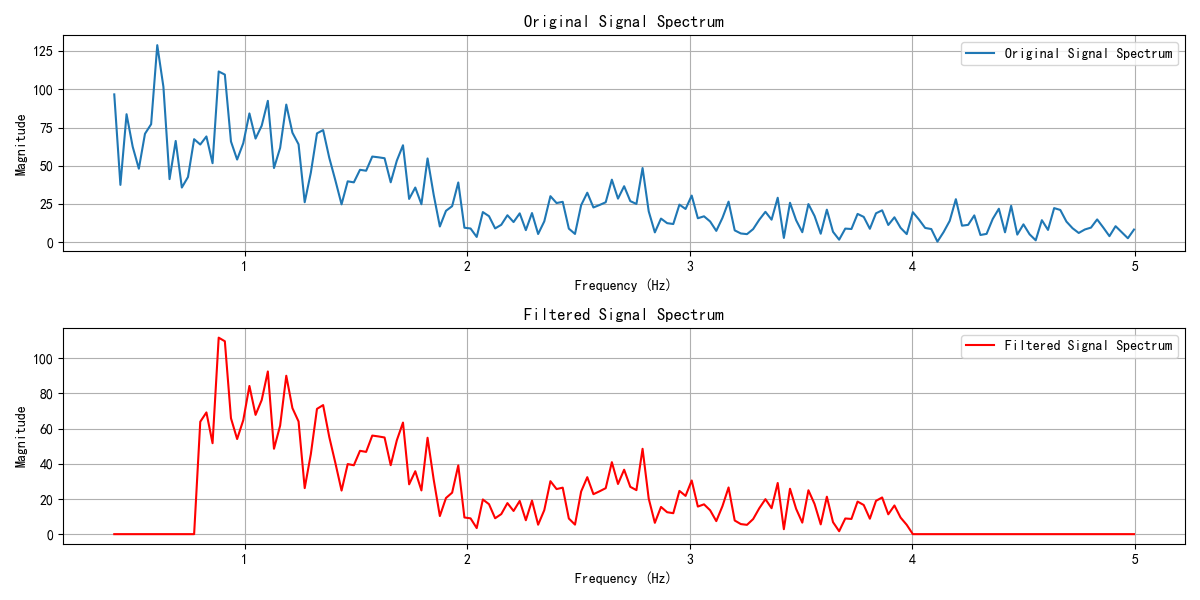 Original Signal Spectrum
Original Signal Spectrum
125
100
75
50
25
0
Magnitude
1
2
3
4
5
Frequency (Hz)
Filtered Signal Spectrum
Filtered Signal Spectrum
100
80
60
40
20
0
Magnitude
1
2
3
4
5
Frequency (Hz)